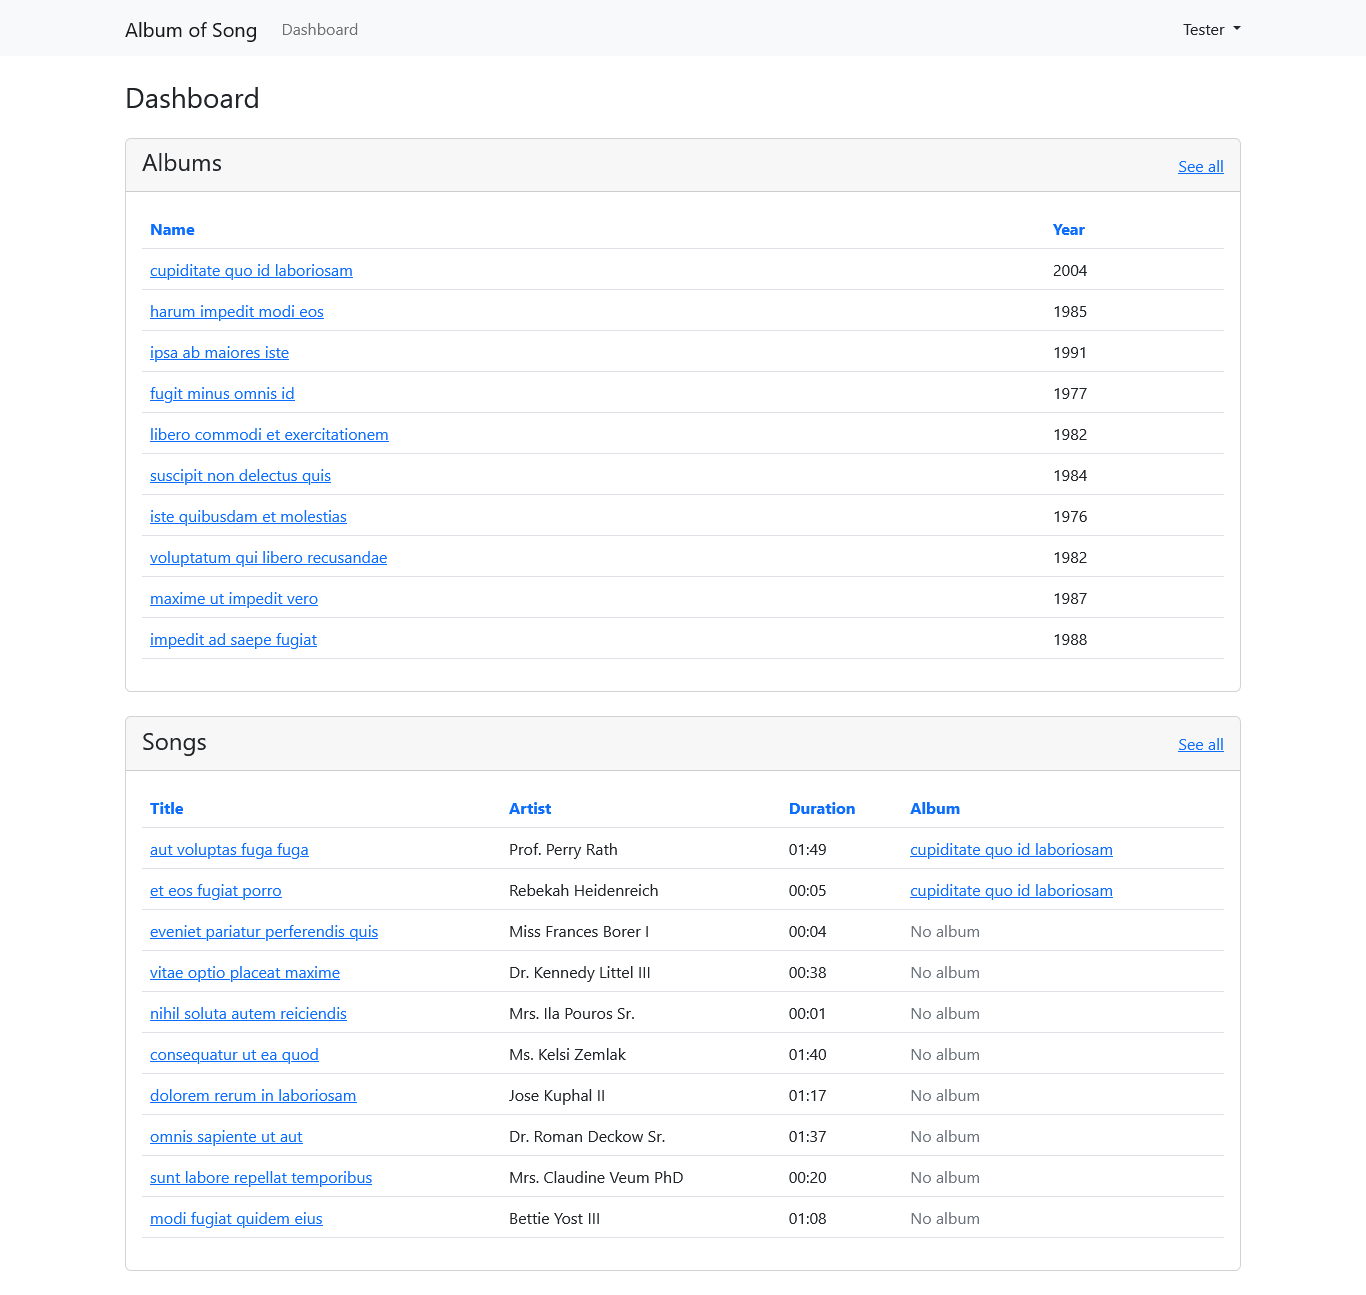 Album of Song Dashboard Tester
Dashboard
Albums See all
Name Year
cupiditate quo id laboriosam 2004
harum impedit modi eos 1985
ipsa ab maiores iste 1991
fugit minus omnis id 1977
libero commodi et exercitationem 1982
suscipit non delectus quis 1984
iste quibusdam et molestias 1976
voluptatum qui libero recusandae 1982
maxime ut impedit vero 1987
impedit ad saepe fugiat 1988
Songs See all
Title Artist Duration Album
aut voluptas fuga fuga Prof. Perry Rath 01:49 cupiditate quo id laboriosam
et eos fugiat porro Rebekah Heidenreich 00:05 cupiditate quo id laboriosam
eveniet pariatur perferendis quis Miss Frances Borer I 00:04 No album
vitae optio placeat maxime Dr. Kennedy Littel III 00:38 No album
nihil soluta autem reiciendis Mrs. Ila Pouros Sr. 00:01 No album
consequatur ut ea quod Ms. Kelsi Zemlak 01:40 No album
dolorem rerum in laboriosam Jose Kuphal II 01:17 No album
omnis sapiente ut aut Dr. Roman Deckow Sr. 01:37 No album
sunt labore repellat temporibus Mrs. Claudine Veum PhD 00:20 No album
modi fugiat quidem eius Bettie Yost III 01:08 No album